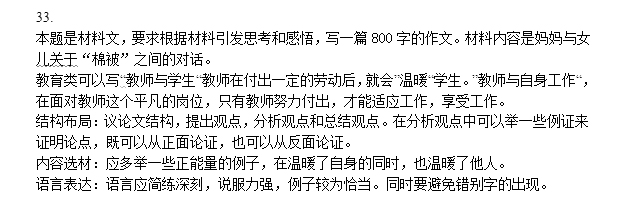 33.
本题是材料文，要求根据材料引发思考和感悟，写一篇 800 字的作文。材料内容是妈妈与女
儿关于“棉被”之间的对话。
教育类可以写“教师与学生“教师在付出一定的劳动后，就会”温暖“学生。”教师与自身工作“，
在面对教师这个平凡的岗位，只有教师努力付出，才能适应工作，享受工作。
结构布局：议论文结构，提出观点，分析观点和总结观点。在分析观点中可以举一些例证来
证明论点，既可以从正面论证，也可以从反面论证。
内容选材：应多举一些正能量的例子，在温暖了自身的同时，也温暖了他人。
语言表达：语言应简练深刻，说服力强，例子较为恰当。同时要避免错别字的出现。